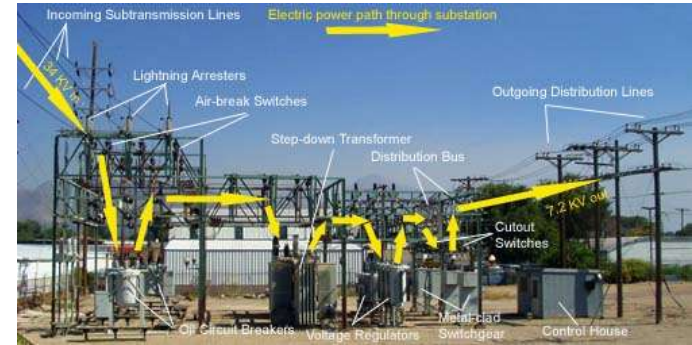 Incoming Subtransmission Lines
Electric power path through substation
34 KV in
Lightning Arresters
Air-break Switches
Outgoing Distribution Lines
Step-down Transformer
Distribution Bus
7.2 KV out
Cutout
Switches
Oil Circuit Breakers
Voltage Regulators
Metal-clad
Switchgear
Control House